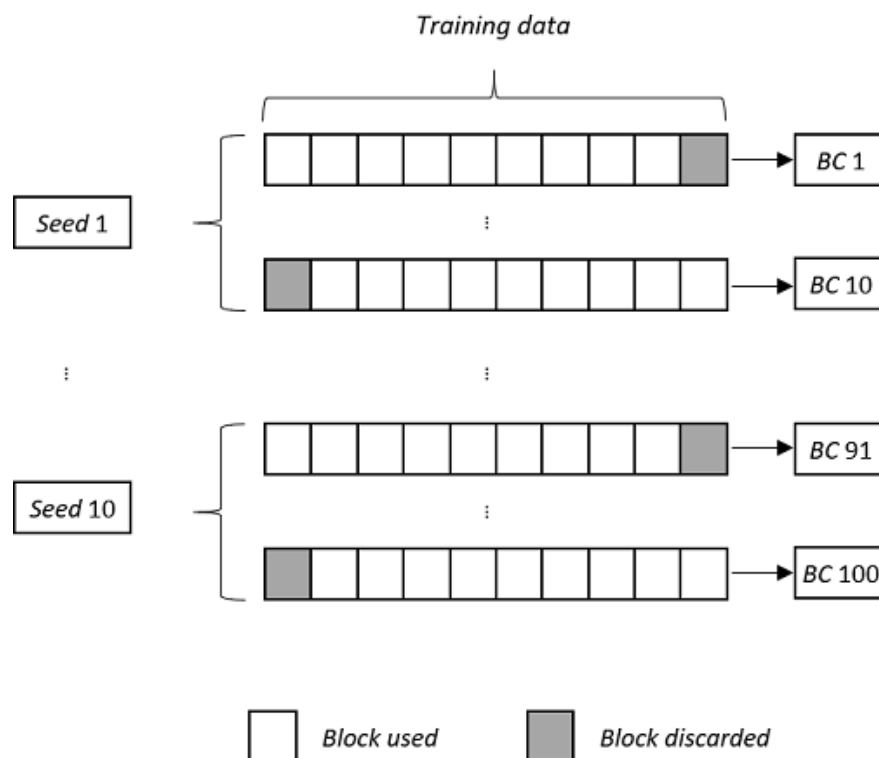 Training data
BC 1
Seed 1
BC 10
BC 91
Seed 10
BC 100
Block used
Block discarded